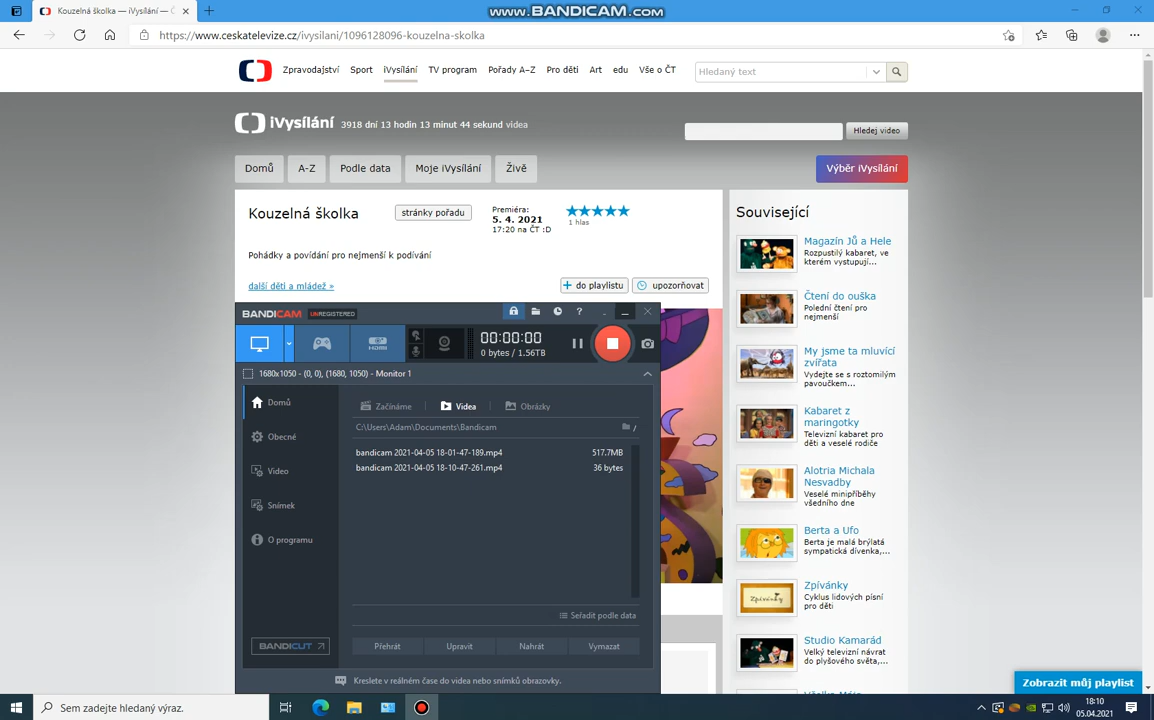 www.BANDICAM.com
Kouzelná školka — iVysílání — Č
https://www.ceskatelevize.cz/ivysilani/1096128096-kouzelna-skolka
Zpravodajství Sport iVysílání TV program Pořady A–Z Pro děti Art edu Vše o ČT
Hledaný text
iVysílání 3918 dní 13 hodin 13 minut 44 sekund videa
Hledej video
Domů A-Z Podle data Moje iVysílání Živě Výběr iVysílání
Kouzelná školka
stránky pořadu
Premiéra:
5. 4. 2021
17:20 na ČT :D
1 hlas
Pohádky a povídání pro nejmenší k podívání
další děti a mládež »
do playlistu
upozorňovat
Související
Magazín Jů a Hele
Rozpustilý kabaret, ve
kterém vystupují...
Čtení do ouška
Polední čtení pro
nejmenší
My jsme ta mluvící
zvířata
Vydejte se s roztomilým
pavoučkem...
Kabaret z
maringotky
Televizní kabaret pro
děti a veselé rodiče
Alotria Michala
Nesvadby
Veselé minipříběhy
všedního dne
Berta a Ufo
Berta je malá brýlatá
sympatická dívenka,...
Zpívánky
Zpívánky
Cyklus lidových písní
pro děti
Studio Kamarád
Velký televizní návrat
do plyšového světa,...
BANDICAM UNREGISTERED
HDMI
00:00:00
0 bytes / 1.56TB
1680x1050 - (0, 0), (1680, 1050) - Monitor 1
Domů
Obecné
Video
Snímek
O programu
BANDICUT
Začínáme Videa Obrázky
C:\Users\Adam\Documents\Bandicam
bandicam 2021-04-05 18-01-47-189.mp4 517.7MB
bandicam 2021-04-05 18-10-47-261.mp4 36 bytes
Seřadit podle data
Přehrát Upravit Nahrát Vymazat
Kreslete v reálném čase do videa nebo snímků obrazovky.
Zobrazit můj playlist
Sem zadejte hledaný výraz.
18:10
05.04.2021